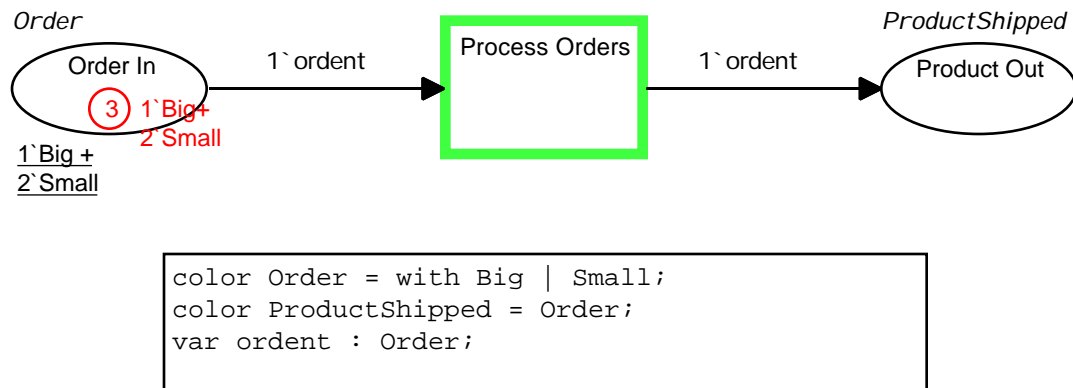 Order
ProductShipped
Order In
1`ordent
Process Orders
1`ordent
Product Out
3
1`Big+
2`Small
1`Big +
2`Small
color Order = with Big | Small;
color ProductShipped = Order;
var ordent : Order;